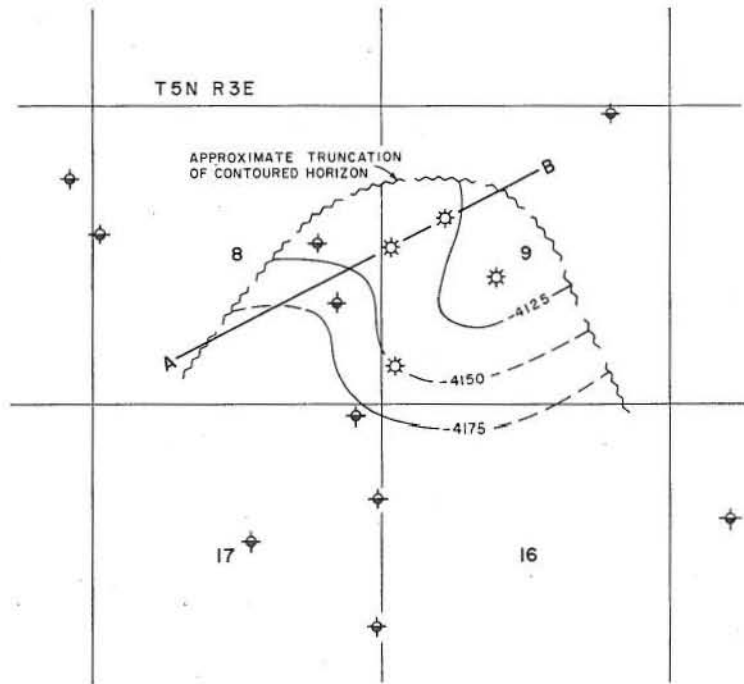 T5N R3E
APPROXIMATE TRUNCATION
OF CONTOURED HORIZON
B
8
9
-4125
A
-4150
-4175
17
16